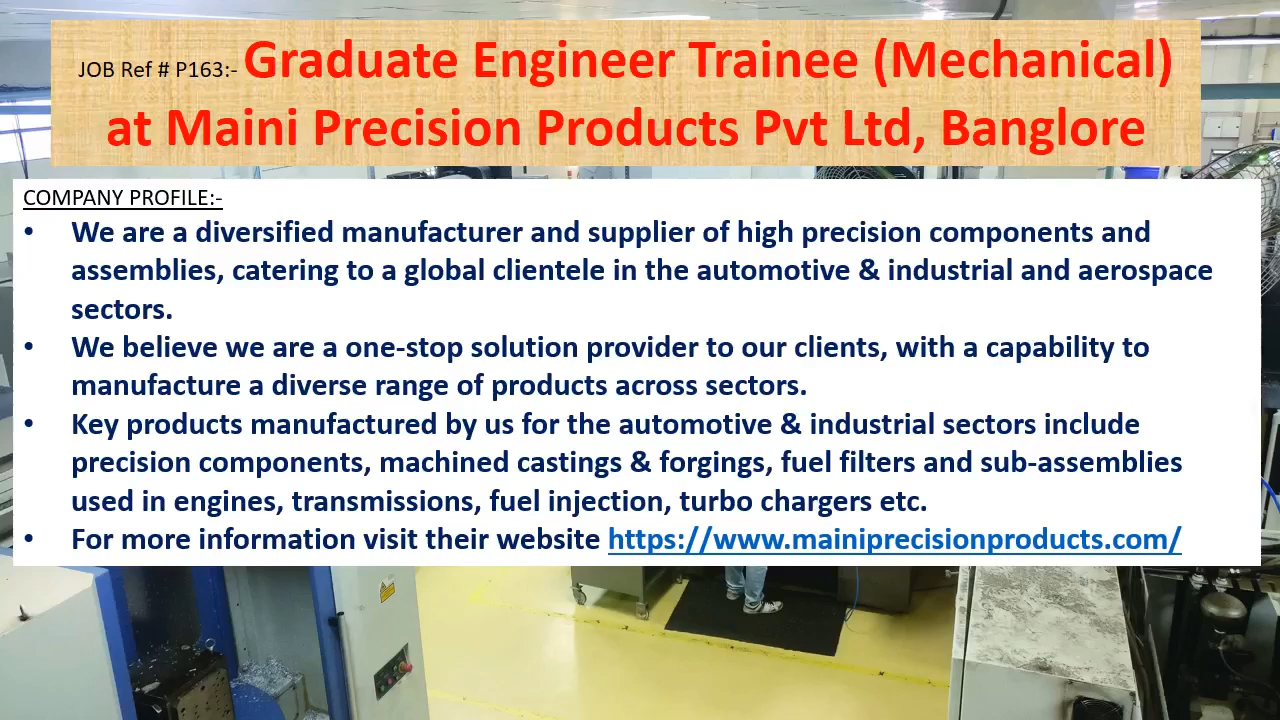 JOB Ref # P163:- Graduate Engineer Trainee (Mechanical)
at Maini Precision Products Pvt Ltd, Banglore
COMPANY PROFILE:-
• We are a diversified manufacturer and supplier of high precision components and
assemblies, catering to a global clientele in the automotive & industrial and aerospace
sectors.
• We believe we are a one-stop solution provider to our clients, with a capability to
manufacture a diverse range of products across sectors.
• Key products manufactured by us for the automotive & industrial sectors include
precision components, machined castings & forgings, fuel filters and sub-assemblies
used in engines, transmissions, fuel injection, turbo chargers etc.
• For more information visit their website https://www.mainiprecisionproducts.com/